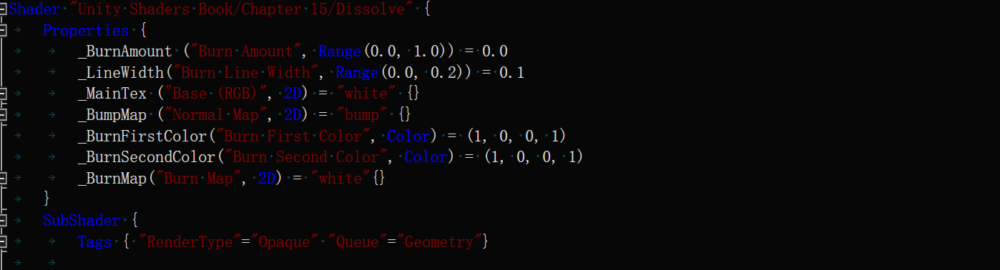 Shader "Unity Shaders Book/Chapter 15/Dissolve" {
Properties {
_BurnAmount ("Burn Amount", Range(0.0, 1.0)) = 0.0
_LineWidth("Burn Line Width", Range(0.0, 0.2)) = 0.1
_MainTex ("Base (RGB)", 2D) = "white" {}
_BumpMap ("Normal Map", 2D) = "bump" {}
_BurnFirstColor("Burn First Color", Color) = (1, 0, 0, 1)
_BurnSecondColor("Burn Second Color", Color) = (1, 0, 0, 1)
_BurnMap("Burn Map", 2D) = "white"{}
}
SubShader {
Tags { "RenderType"="Opaque" "Queue"="Geometry"}